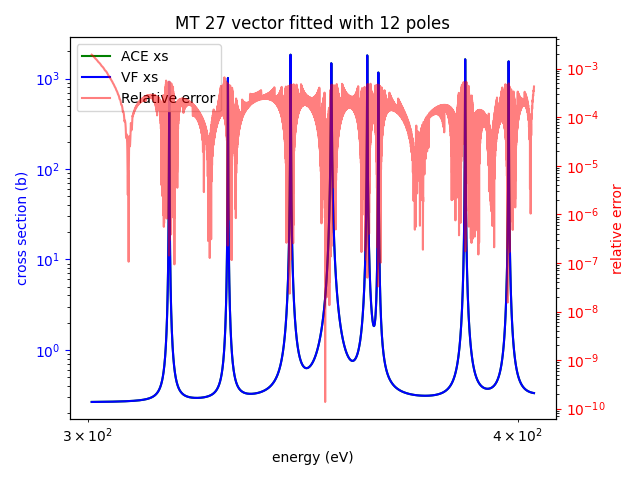 MT 27 vector fitted with 12 poles
ACE xs
VF xs
Relative error
cross section (b)
10³
10²
10¹
10⁰
relative error
10⁻³
10⁻⁴
10⁻⁵
10⁻⁶
10⁻⁷
10⁻⁸
10⁻⁹
10⁻¹⁰
3 × 10²
4 × 10²
energy (eV)